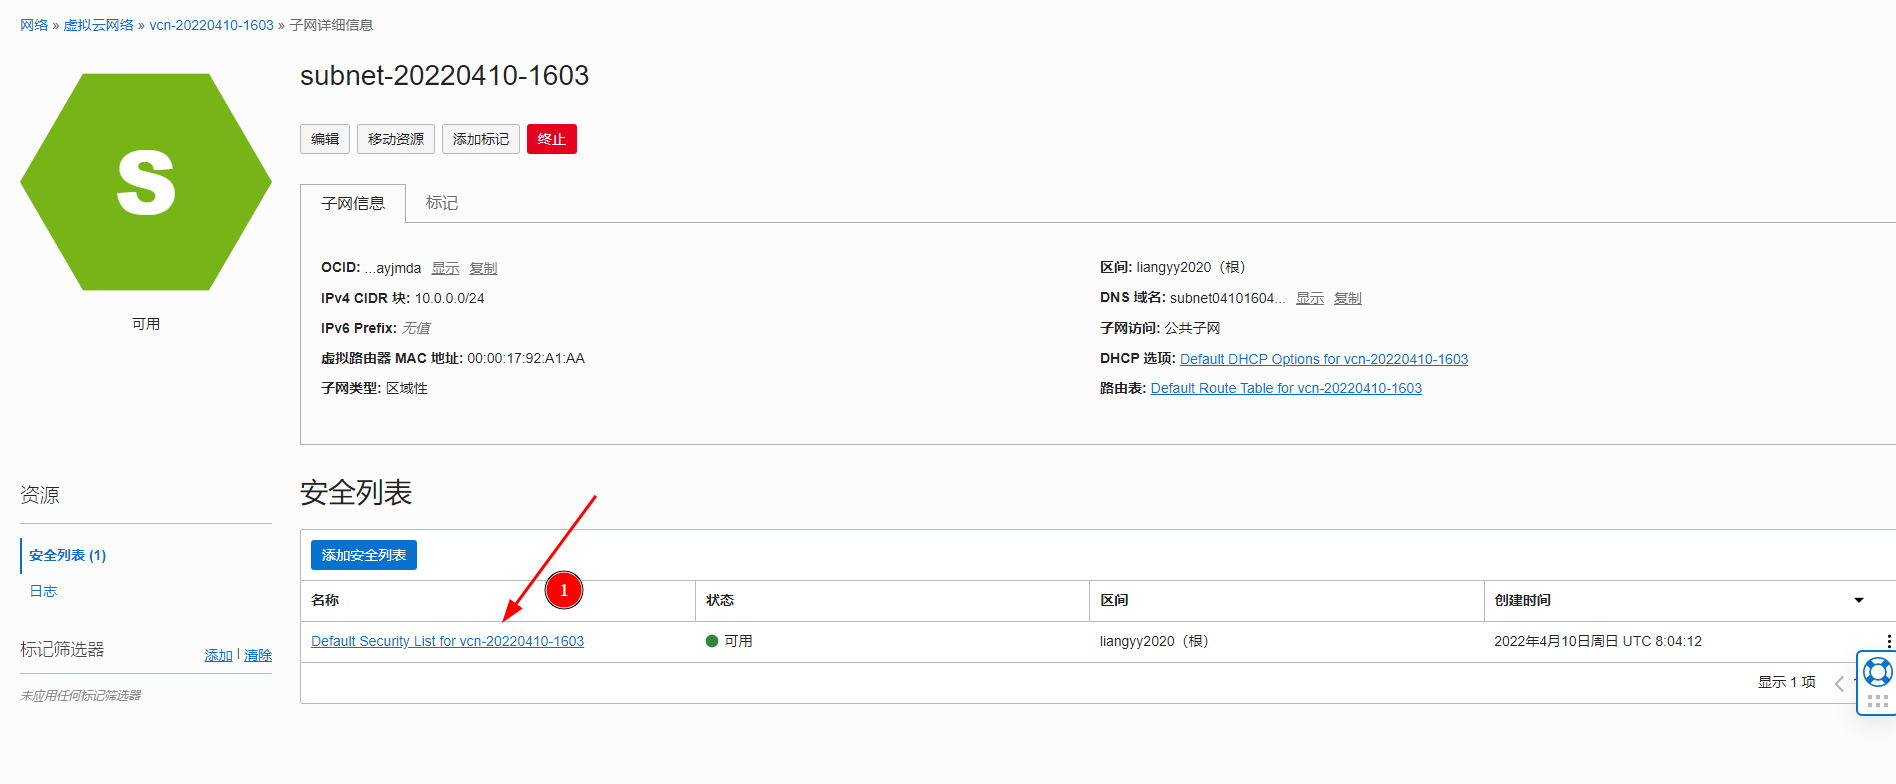 网络 » 虚拟云网络 » vcn-20220410-1603 » 子网详细信息
S
可用
subnet-20220410-1603
编辑 移动资源 添加标记 终止
子网信息 标记
OCID: ...ayjmda 显示 复制
IPv4 CIDR 块: 10.0.0.0/24
IPv6 Prefix: 无值
虚拟路由器 MAC 地址: 00:00:17:92:A1:AA
子网类型: 区域性
区间: liangyy2020（根）
DNS 域名: subnet04101604... 显示 复制
子网访问: 公共子网
DHCP 选项: Default DHCP Options for vcn-20220410-1603
路由表: Default Route Table for vcn-20220410-1603
资源
安全列表 (1)
日志
标记筛选器 添加 | 清除
未应用任何标记筛选器
安全列表
添加安全列表
1
名称 状态 区间 创建时间
Default Security List for vcn-20220410-1603 可用 liangyy2020（根） 2022年4月10日周日 UTC 8:04:12
显示 1 项